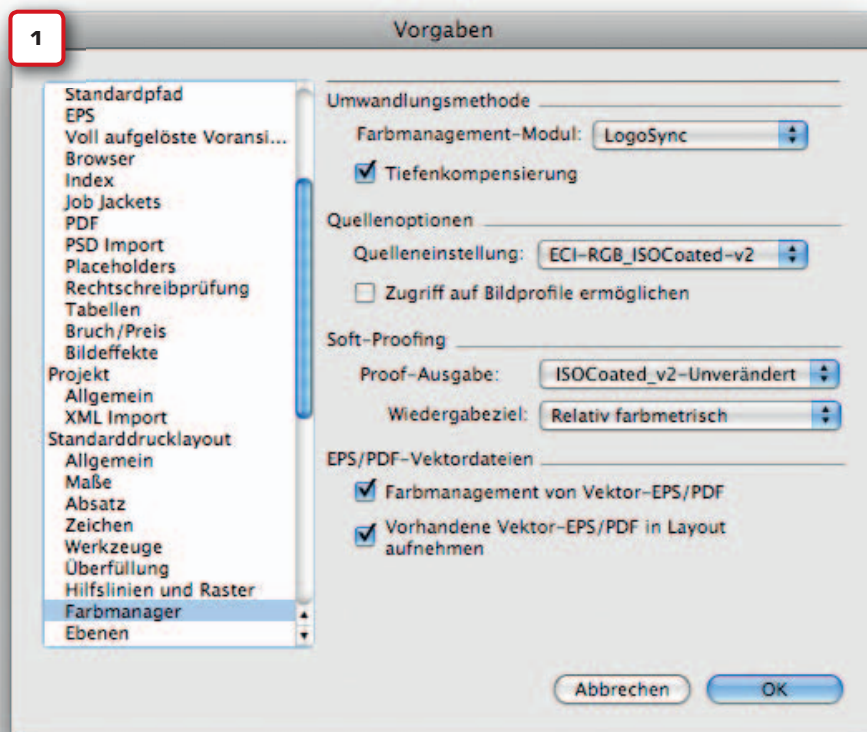 1
Vorgaben
Standardpfad
EPS
Voll aufgelöste Voransi...
Browser
Index
Job Jackets
PDF
PSD Import
Placeholders
Rechtschreibprüfung
Tabellen
Bruch/Preis
Bildeffekte
Projekt
Allgemein
XML Import
Standarddrucklayout
Allgemein
Maße
Absatz
Zeichen
Werkzeuge
Überfüllung
Hilfslinien und Raster
Farbmanager
Ebenen
Umwandlungsmethode
Farbmanagement-Modul: LogoSync
Tiefenkompensierung
Quellenoptionen
Quelleneinstellung: ECI-RGB_ISOCoated-v2
Zugriff auf Bildprofile ermöglichen
Soft-Proofing
Proof-Ausgabe: ISOCoated_v2-Unverändert
Wiedergabeziel: Relativ farbmetrisch
EPS/PDF-Vektordateien
Farbmanagement von Vektor-EPS/PDF
Vorhandene Vektor-EPS/PDF in Layout
aufnehmen
Abbrechen OK